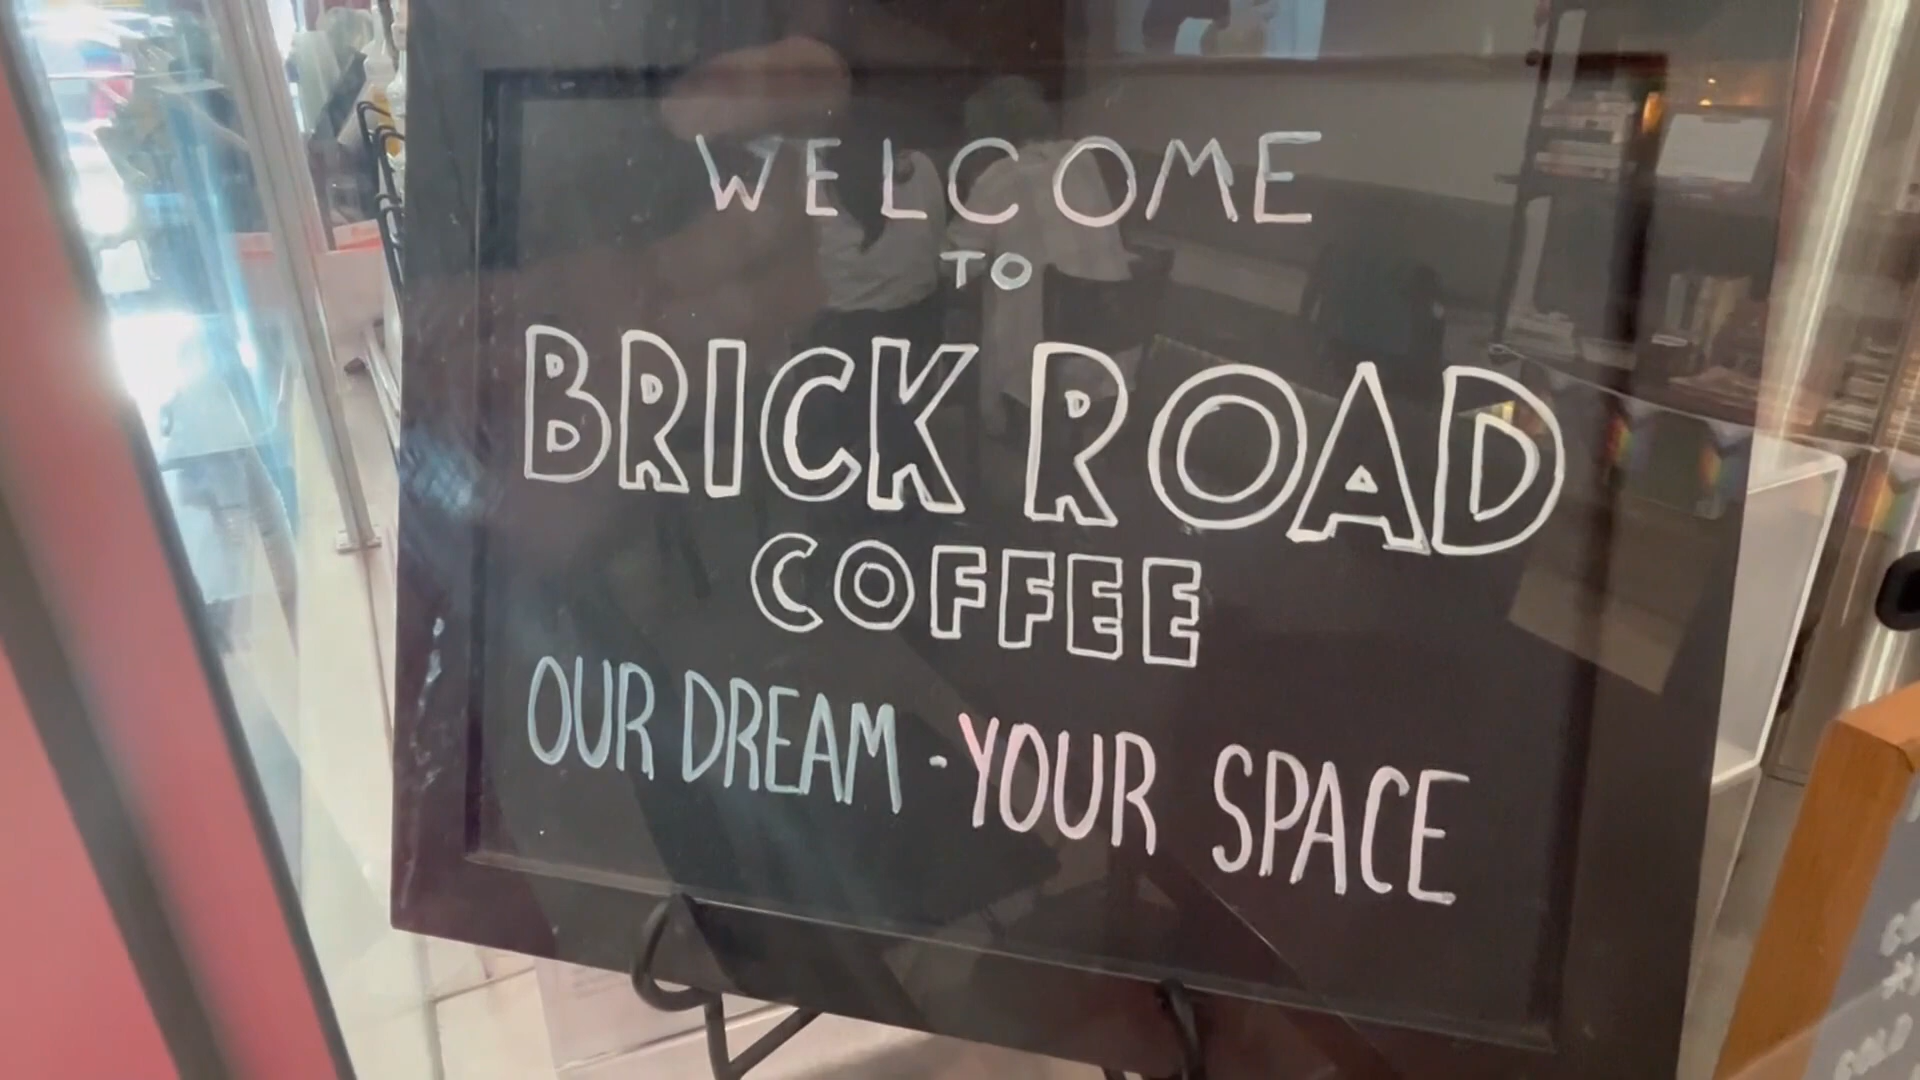 WELCOME
TO
BRICK ROAD
COFFEE
OUR DREAM - YOUR SPACE